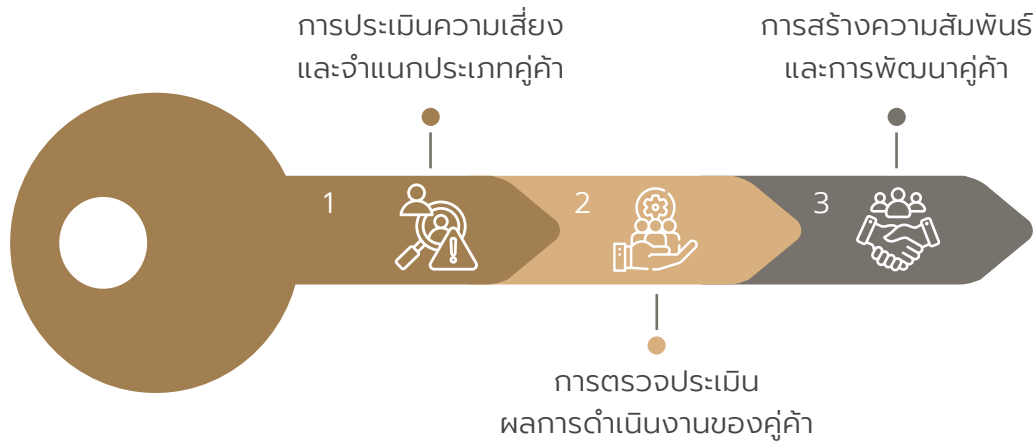 การประเมินความเสี่ยง
และจำแนกประเภทคู่ค้า
การสร้างความสัมพันธ์
และการพัฒนาคู่ค้า
1
2
3
การตรวจประเมิน
ผลการดำเนินงานของคู่ค้า